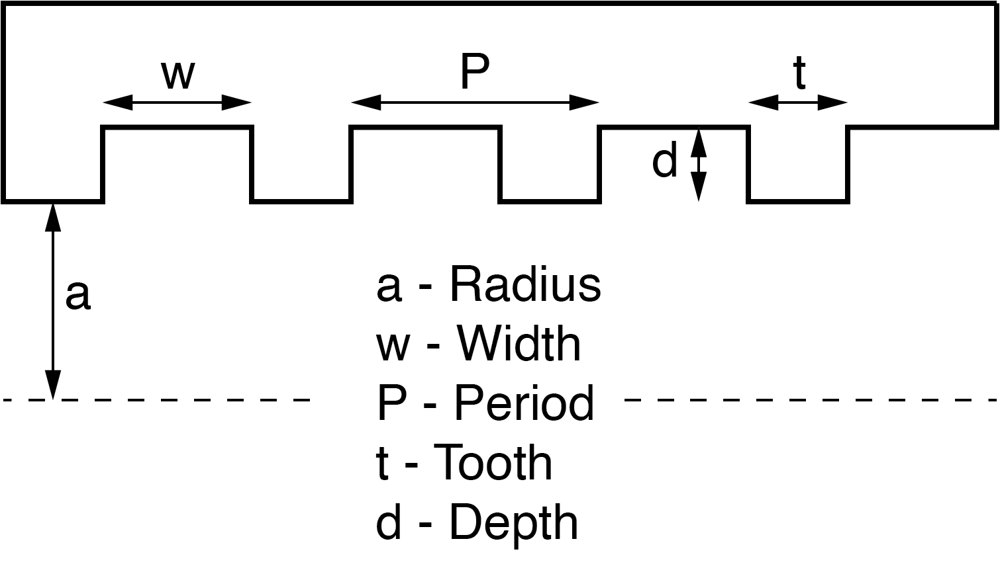 w
P
t
d
a
a - Radius
w - Width
P - Period
t - Tooth
d - Depth